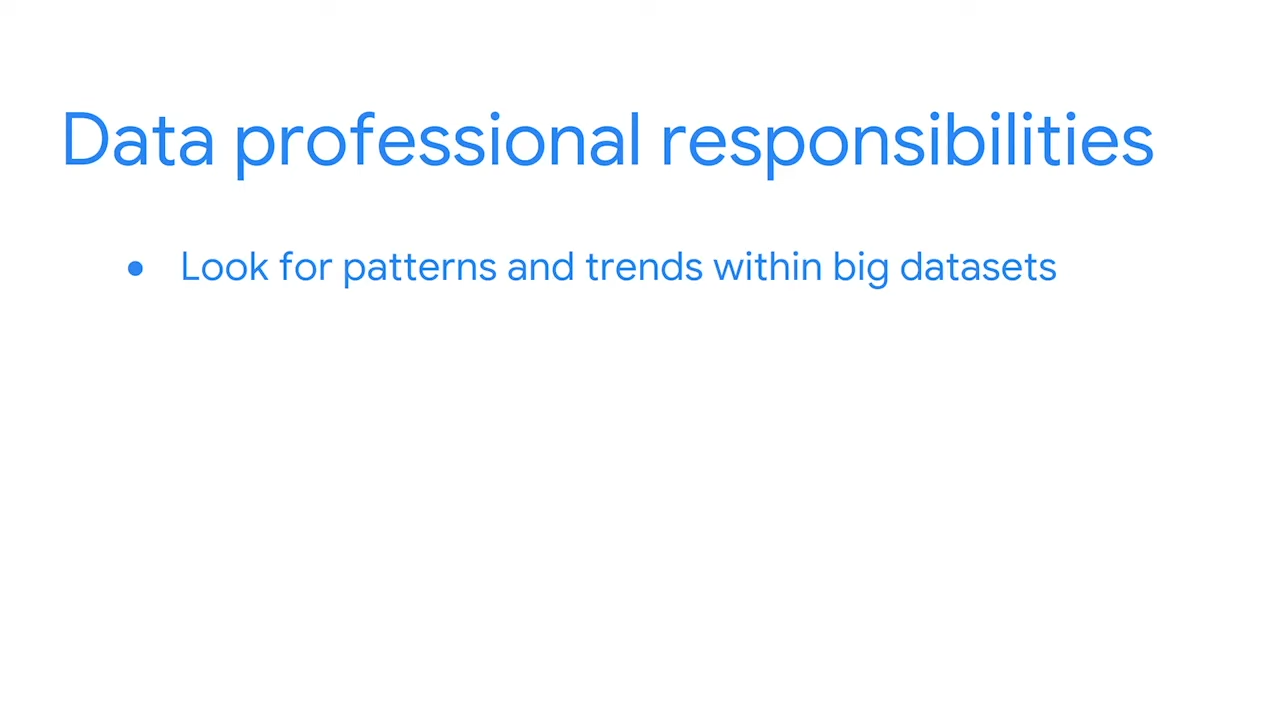 Data professional responsibilities
● Look for patterns and trends within big datasets